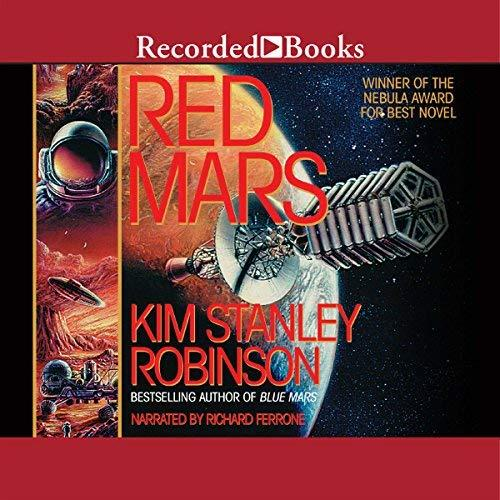 Recorded Books
RED
MARS
WINNER OF THE
NEBULA AWARD
FOR BEST NOVEL
KIM STANLEY
ROBINSON
BESTSELLING AUTHOR OF BLUE MARS
NARRATED BY RICHARD FERRONE